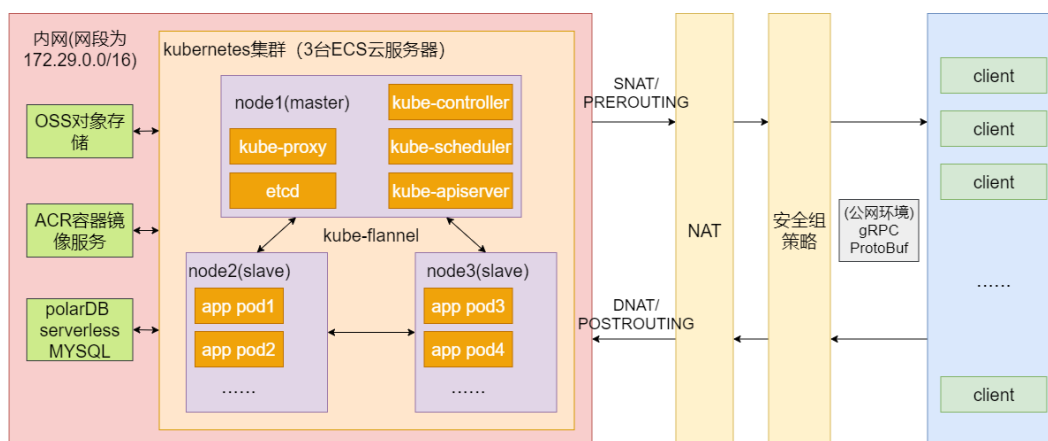 内网(网段为
172.29.0.0/16)
OSS对象存
储
ACR容器镜
像服务
polarDB
serverless
MYSQL
kubernetes集群（3台ECS云服务器）
node1(master)
kube-proxy
etcd
kube-controller
kube-scheduler
kube-apiserver
kube-flannel
node2(slave)
app pod1
app pod2
……
node3(slave)
app pod3
app pod4
……
SNAT/
PREROUTING
DNAT/
POSTROUTING
NAT
安全组
策略
(公网环境)
gRPC
ProtoBuf
client
client
client
……
client